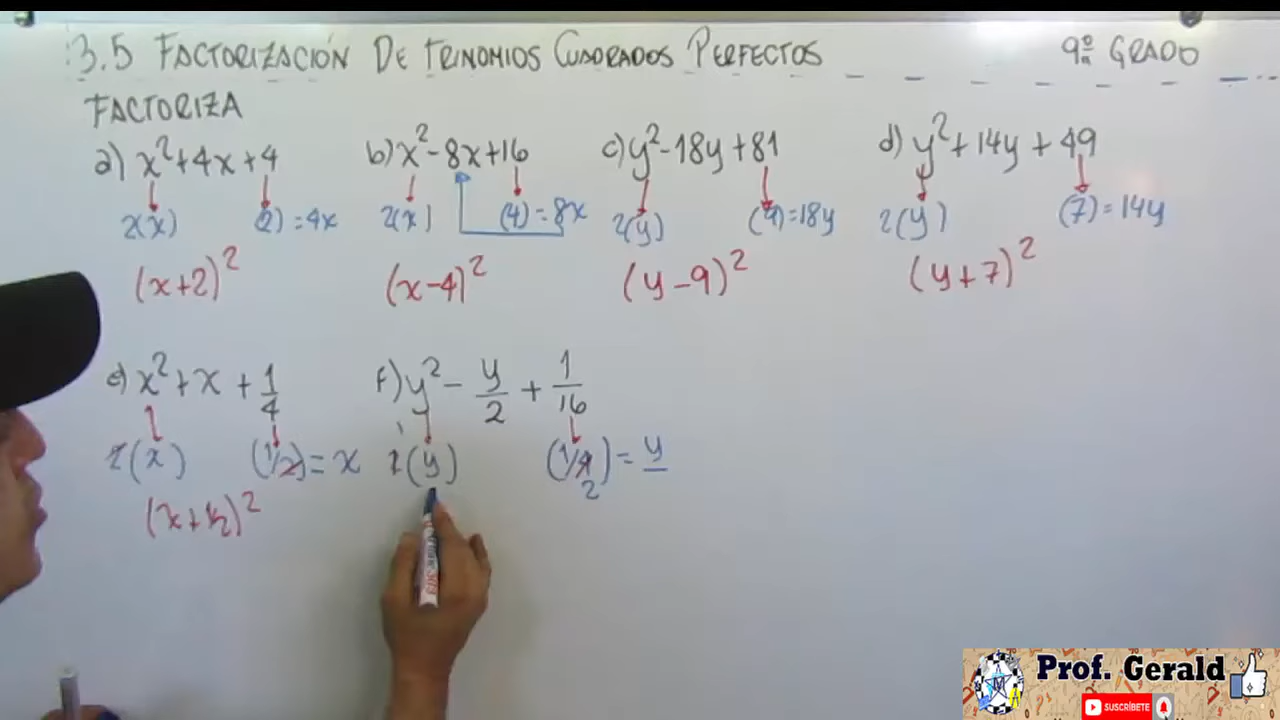 3.5 FACTORIZACIÓN DE TRINOMIOS CUADRADOS PERFECTOS 9º GRADO
FACTORIZA
a) x²+4x+4 b) x²-8x+16 c) y²-18y+81 d) y²+14y+49
2(x) (2)=4x 2(x) (4)=8x 2(y) (9)=18y 2(y) (7)=14y
(x+2)² (x-4)² (y-9)² (y+7)²
e) x²+x+1/4 f) y²-y/2+1/16
2(x) (1/2)=x 2(y) (1/4)=y
2
(x+½)²
Prof. Gerald
SUSCRÍBETE